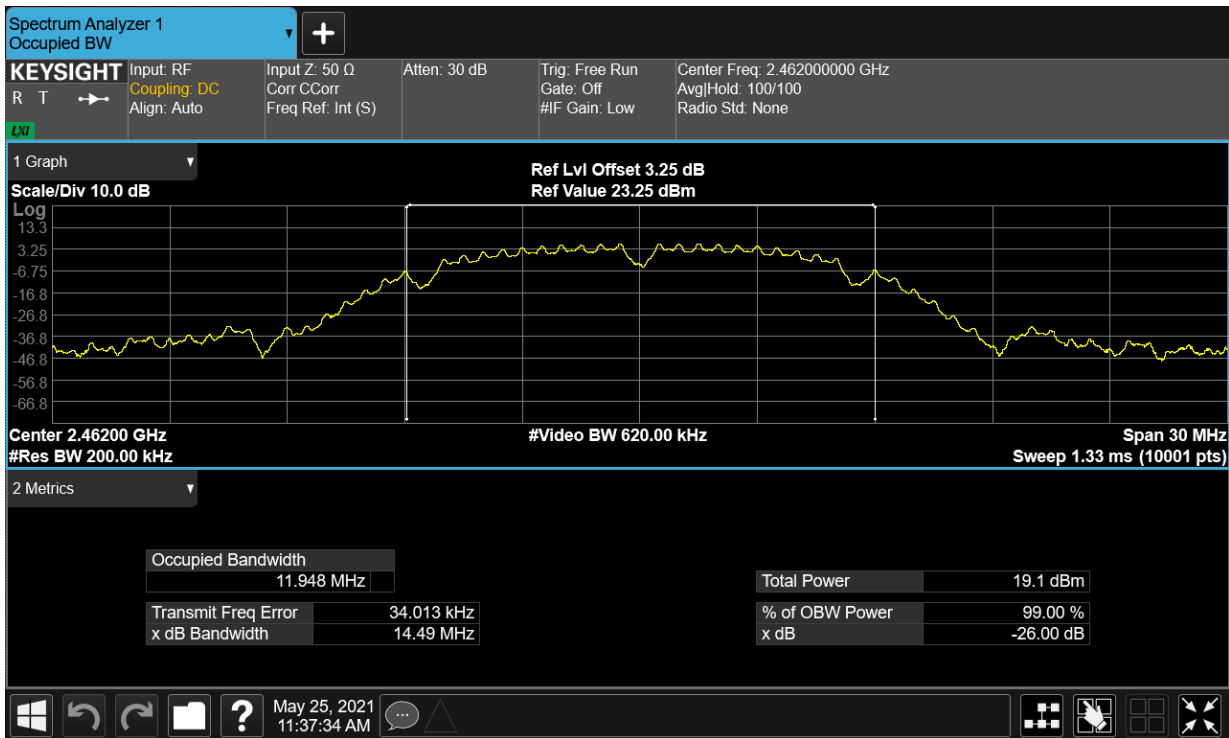 Spectrum Analyzer 1
Occupied BW
KEYSIGHT
R T
LXI
Input: RF
Coupling: DC
Align: Auto
Input Z: 50 Ω
Corr CCorr
Freq Ref: Int (S)
Atten: 30 dB
Trig: Free Run
Gate: Off
#IF Gain: Low
Center Freq: 2.462000000 GHz
Avg|Hold: 100/100
Radio Std: None
1 Graph
Scale/Div 10.0 dB
Ref Lvl Offset 3.25 dB
Ref Value 23.25 dBm
Log
13.3
3.25
-6.75
-16.8
-26.8
-36.8
-46.8
-56.8
-66.8
Center 2.46200 GHz
#Res BW 200.00 kHz
#Video BW 620.00 kHz
Span 30 MHz
Sweep 1.33 ms (10001 pts)
2 Metrics
Occupied Bandwidth
11.948 MHz
Transmit Freq Error 34.013 kHz
x dB Bandwidth 14.49 MHz
Total Power 19.1 dBm
% of OBW Power 99.00 %
x dB -26.00 dB
?
May 25, 2021
11:37:34 AM